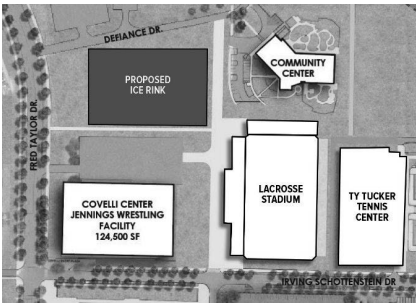 DEFIANCE DR.
COMMUNITY
CENTER
PROPOSED
ICE RINK
FRED TAYLOR DR.
COVELLI CENTER
JENNINGS WRESTLING
FACILITY
124,500 SF
LACROSSE
STADIUM
TY TUCKER
TENNIS
CENTER
IRVING SCHOTTENSTEIN DR